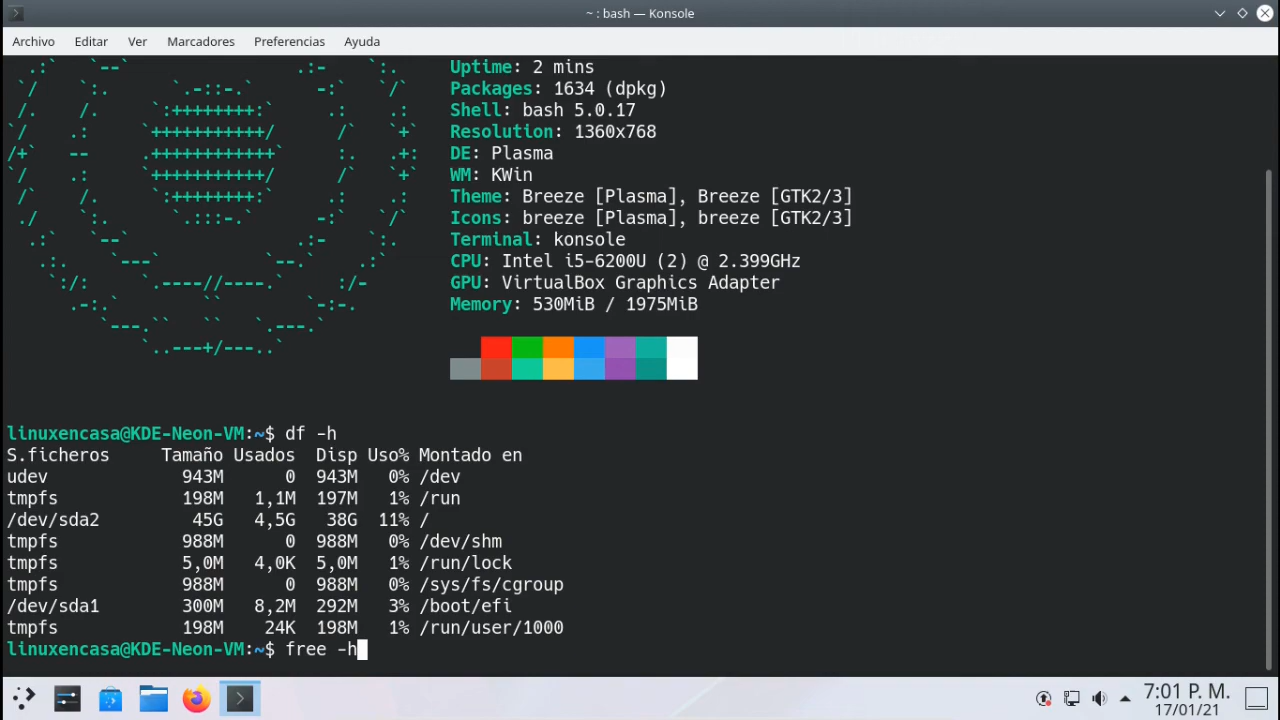 ~ : bash — Konsole
Archivo Editar Ver Marcadores Preferencias Ayuda
Uptime: 2 mins
Packages: 1634 (dpkg)
Shell: bash 5.0.17
Resolution: 1360x768
DE: Plasma
WM: KWin
Theme: Breeze [Plasma], Breeze [GTK2/3]
Icons: breeze [Plasma], breeze [GTK2/3]
Terminal: konsole
CPU: Intel i5-6200U (2) @ 2.399GHz
GPU: VirtualBox Graphics Adapter
Memory: 530MiB / 1975MiB
linuxencasa@KDE-Neon-VM:~$ df -h
S.ficheros Tamaño Usados Disp Uso% Montado en
udev 943M 0 943M 0% /dev
tmpfs 198M 1,1M 197M 1% /run
/dev/sda2 45G 4,5G 38G 11% /
tmpfs 988M 0 988M 0% /dev/shm
tmpfs 5,0M 4,0K 5,0M 1% /run/lock
tmpfs 988M 0 988M 0% /sys/fs/cgroup
/dev/sda1 300M 8,2M 292M 3% /boot/efi
tmpfs 198M 24K 198M 1% /run/user/1000
linuxencasa@KDE-Neon-VM:~$ free -h
7:01 P. M.
17/01/21